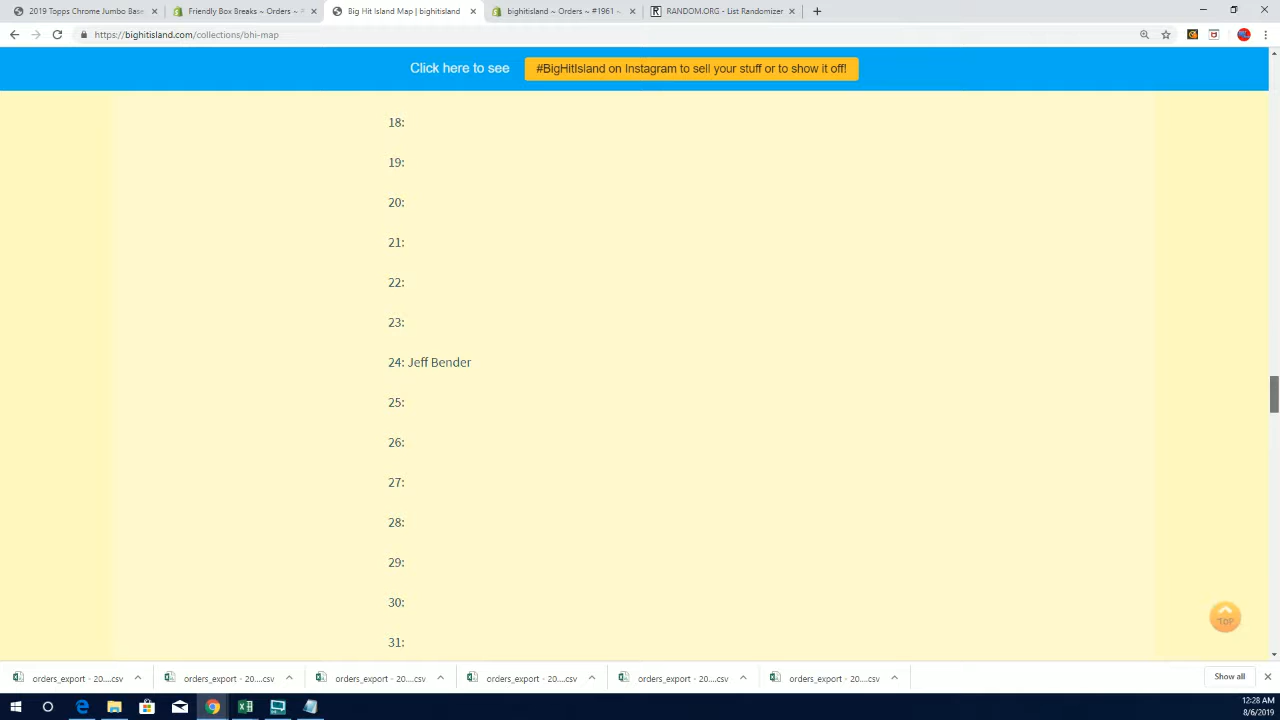 2019 Topps Chrome Jumbo Base
Friendly Box Breaks ~ Orders ~
Big Hit Island Map | bighitisland
bighitisland ~ Orders ~ #1961 ~
RANDOM.ORG - List Randomizer
https://bighitisland.com/collections/bhi-map
Click here to see
#BigHitIsland on Instagram to sell your stuff or to show it off!
18:
19:
20:
21:
22:
23:
24: Jeff Bender
25:
26:
27:
28:
29:
30:
31:
TOP
orders_export - 20....csv
orders_export - 20....csv
orders_export - 20....csv
orders_export - 20....csv
orders_export - 20....csv
orders_export - 20....csv
Show all
12:28 AM
8/6/2019